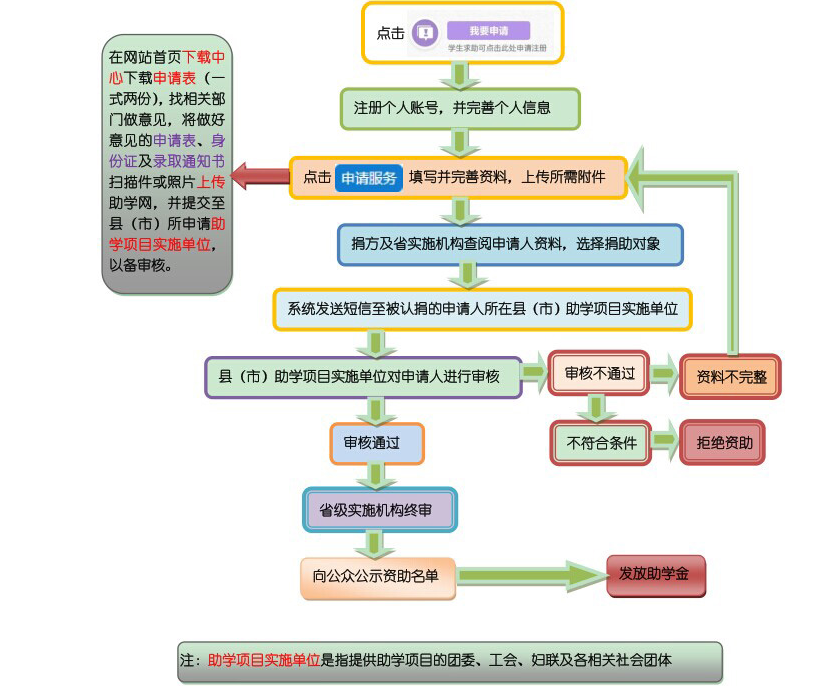 点击
我要申请
学生求助可点击此处申请注册
在网站首页下载中
心下载申请表（一
式两份），找相关部
门做意见，将做好
意见的申请表、身
份证及录取通知书
扫描件或照片上传
助学网，并提交至
县（市）所申请助
学项目实施单位，
以备审核。
注册个人账号，并完善个人信息
点击 申请服务 填写并完善资料，上传所需附件
捐方及省实施机构查阅申请人资料，选择捐助对象
系统发送短信至被认捐的申请人所在县（市）助学项目实施单位
县（市）助学项目实施单位对申请人进行审核
审核不通过
资料不完整
审核通过
不符合条件
拒绝资助
省级实施机构终审
向公众公示资助名单
发放助学金
注：助学项目实施单位是指提供助学项目的团委、工会、妇联及各相关社会团体